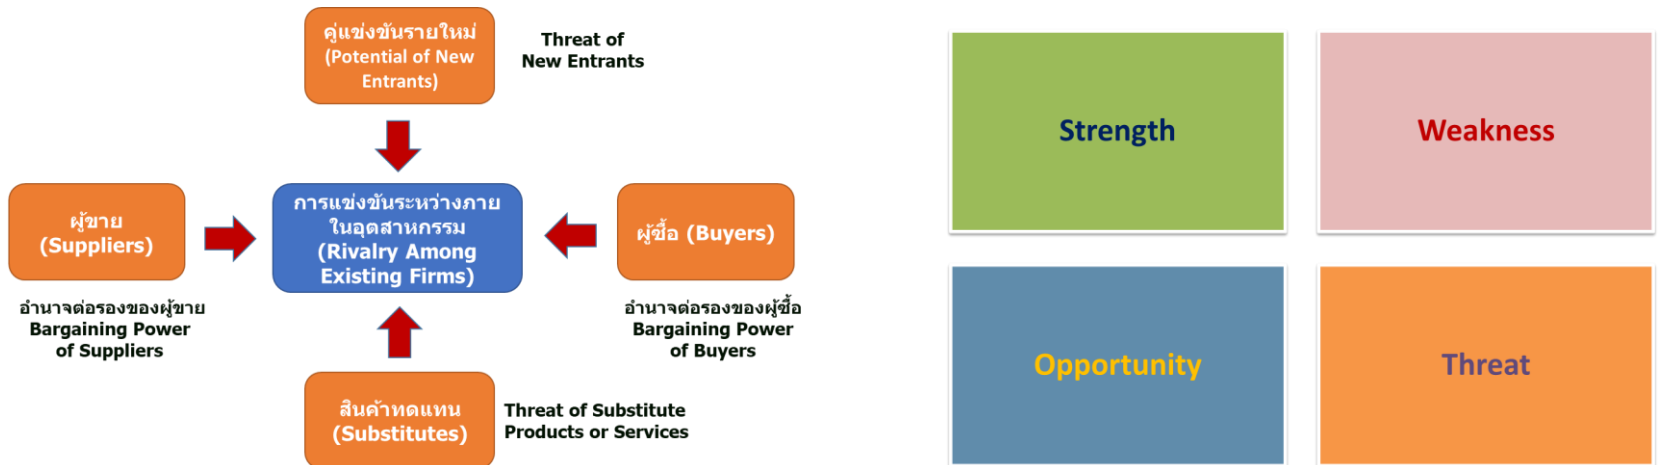 คู่แข่งขันรายใหม่
(Potential of New
Entrants)
Threat of
New Entrants
ผู้ขาย
(Suppliers)
อำนาจต่อรองของผู้ขาย
Bargaining Power
of Suppliers
การแข่งขันระหว่างภาย
ในอุตสาหกรรม
(Rivalry Among
Existing Firms)
ผู้ซื้อ (Buyers)
อำนาจต่อรองของผู้ซื้อ
Bargaining Power
of Buyers
สินค้าทดแทน
(Substitutes)
Threat of Substitute
Products or Services
Strength
Weakness
Opportunity
Threat